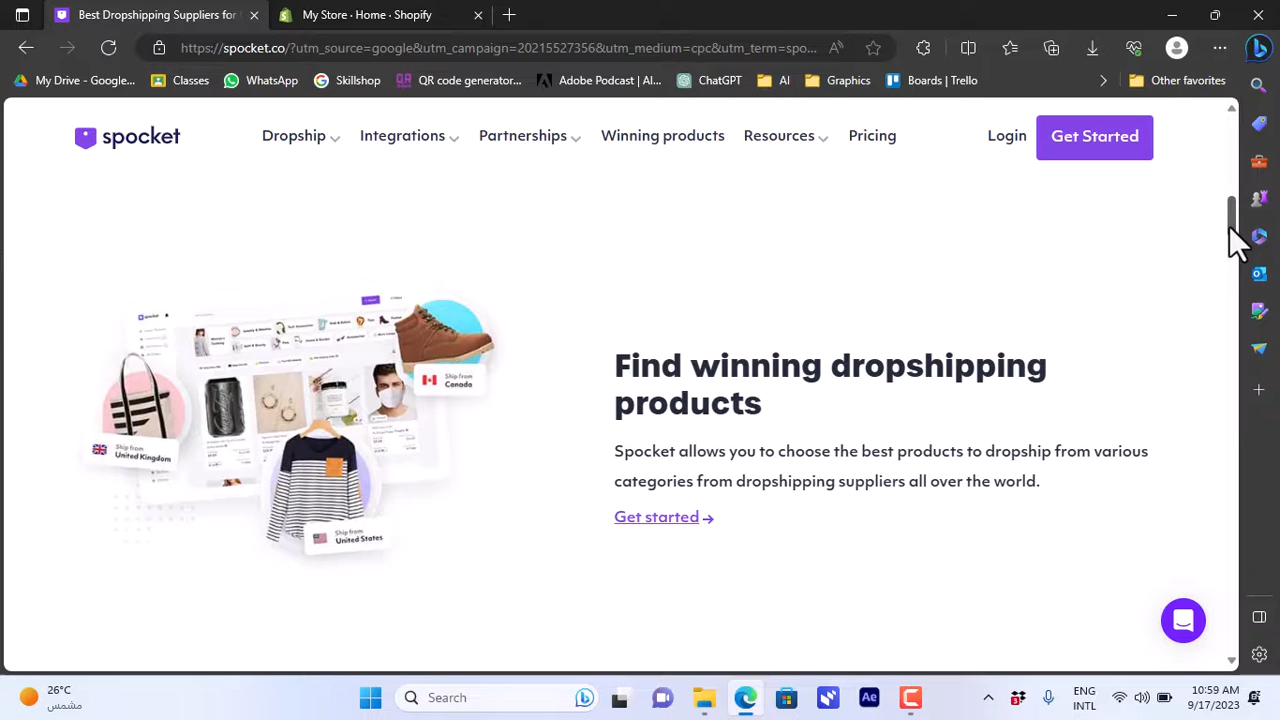 Best Dropshipping Suppliers for
My Store · Home · Shopify
https://spocket.co/?utm_source=google&utm_campaign=20215527356&utm_medium=cpc&utm_term=spo...
My Drive - Google...
Classes
WhatsApp
Skillshop
QR code generator...
Adobe Podcast | AI...
ChatGPT
AI
Graphics
Boards | Trello
Other favorites
spocket
Dropship
Integrations
Partnerships
Winning products
Resources
Pricing
Login
Get Started
Ship from
Canada
Ship from
United Kingdom
Ship from
United States
Find winning dropshipping
products
Spocket allows you to choose the best products to dropship from various
categories from dropshipping suppliers all over the world.
Get started →
26°C
مشمس
Search
Ae
ENG
INTL
10:59 AM
9/17/2023